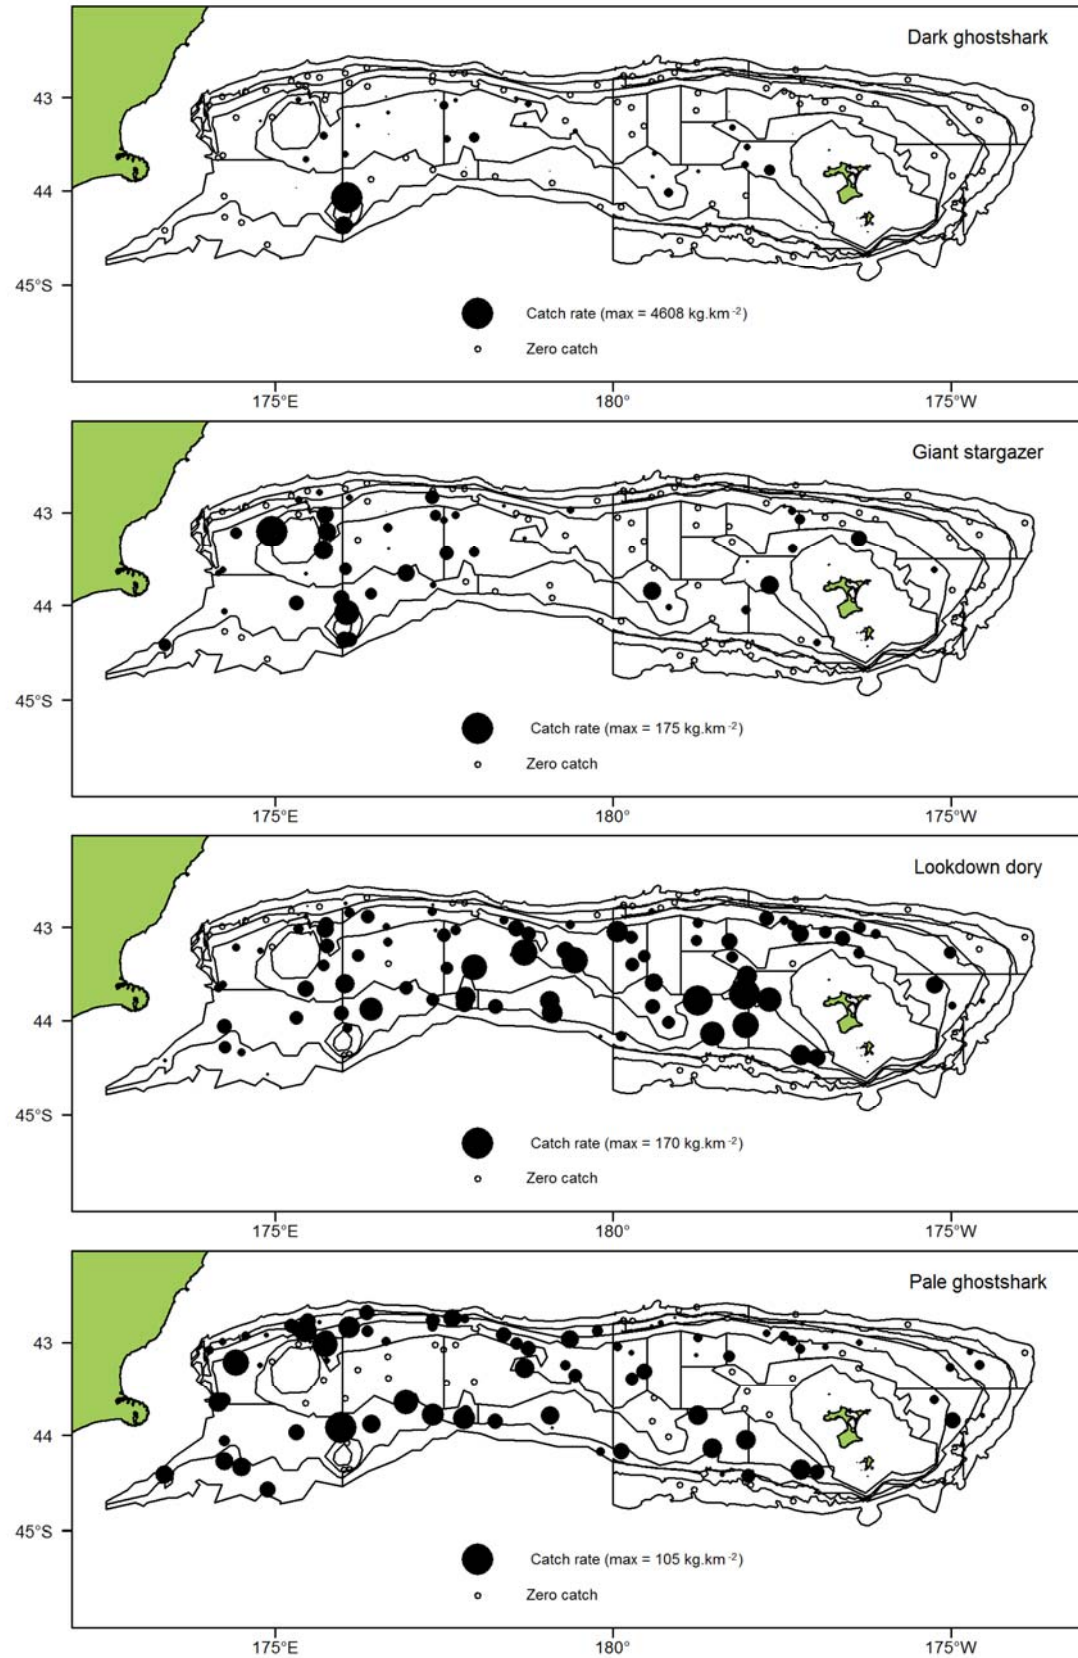 Dark ghostshark
43
44
45°S
Catch rate (max = 4608 kg.km⁻²)
Zero catch
175°E 180° 175°W
Giant stargazer
43
44
45°S
Catch rate (max = 175 kg.km⁻²)
Zero catch
175°E 180° 175°W
Lookdown dory
43
44
45°S
Catch rate (max = 170 kg.km⁻²)
Zero catch
175°E 180° 175°W
Pale ghostshark
43
44
45°S
Catch rate (max = 105 kg.km⁻²)
Zero catch
175°E 180° 175°W